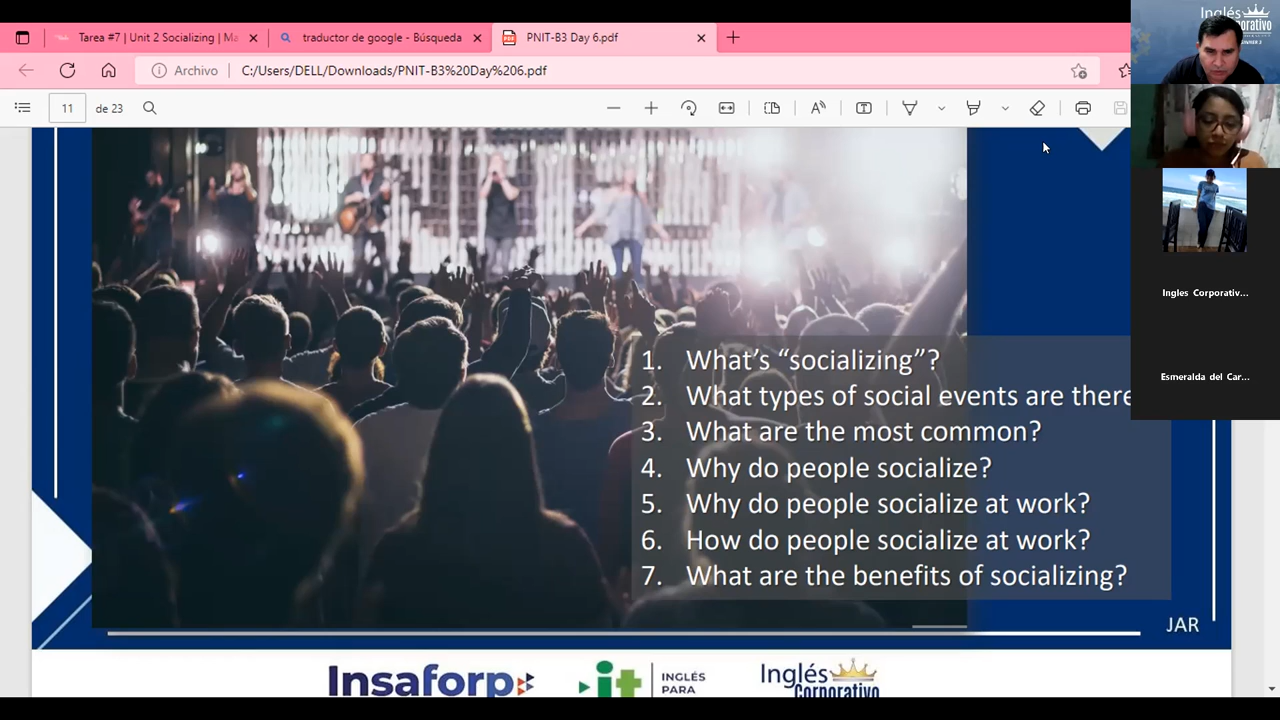 Tarea #7 | Unit 2 Socializing | Ma
traductor de google - Búsqueda
PNIT-B3 Day 6.pdf
Archivo
C:/Users/DELL/Downloads/PNIT-B3%20Day%206.pdf
11 de 23
Inglés
Corporativo
Ingles Corporativ...
Esmeralda del Car...
1. What's “socializing”?
2. What types of social events are there
3. What are the most common?
4. Why do people socialize?
5. Why do people socialize at work?
6. How do people socialize at work?
7. What are the benefits of socializing?
JAR
Insaforp
it
INGLÉS
PARA
Inglés
Corporativo